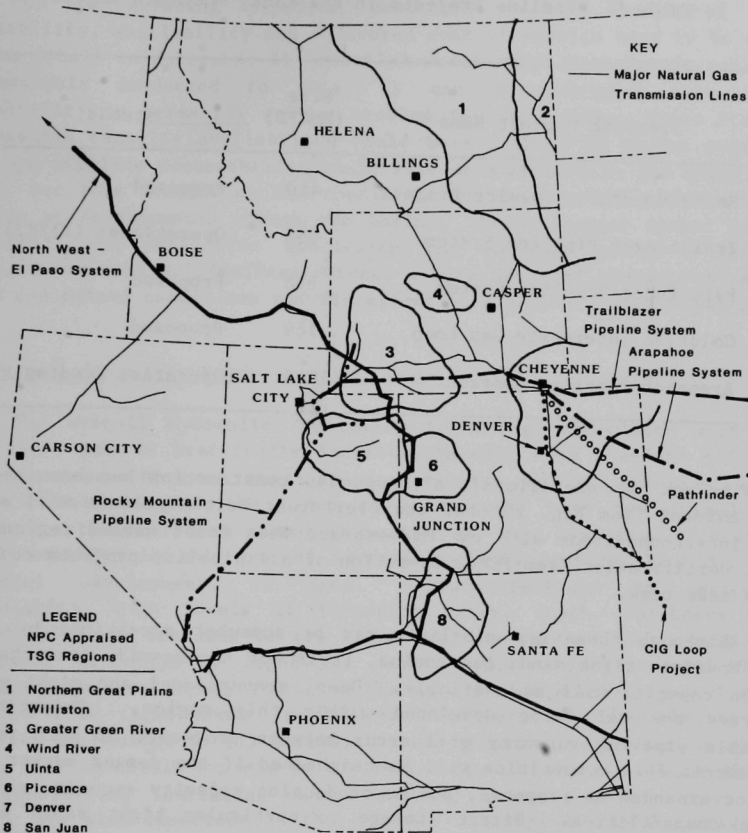 KEY
Major Natural Gas
Transmission Lines
1
2
HELENA
BILLINGS
North West –
El Paso System
BOISE
4
CASPER
Trailblazer
Pipeline System
Arapahoe
Pipeline System
3
CHEYENNE
SALT LAKE
CITY
DENVER
7
CARSON CITY
5
6
Pathfinder
GRAND
JUNCTION
Rocky Mountain
Pipeline System
8
SANTA FE
CIG Loop
Project
PHOENIX
LEGEND
NPC Appraised
TSG Regions
1 Northern Great Plains
2 Williston
3 Greater Green River
4 Wind River
5 Uinta
6 Piceance
7 Denver
8 San Juan